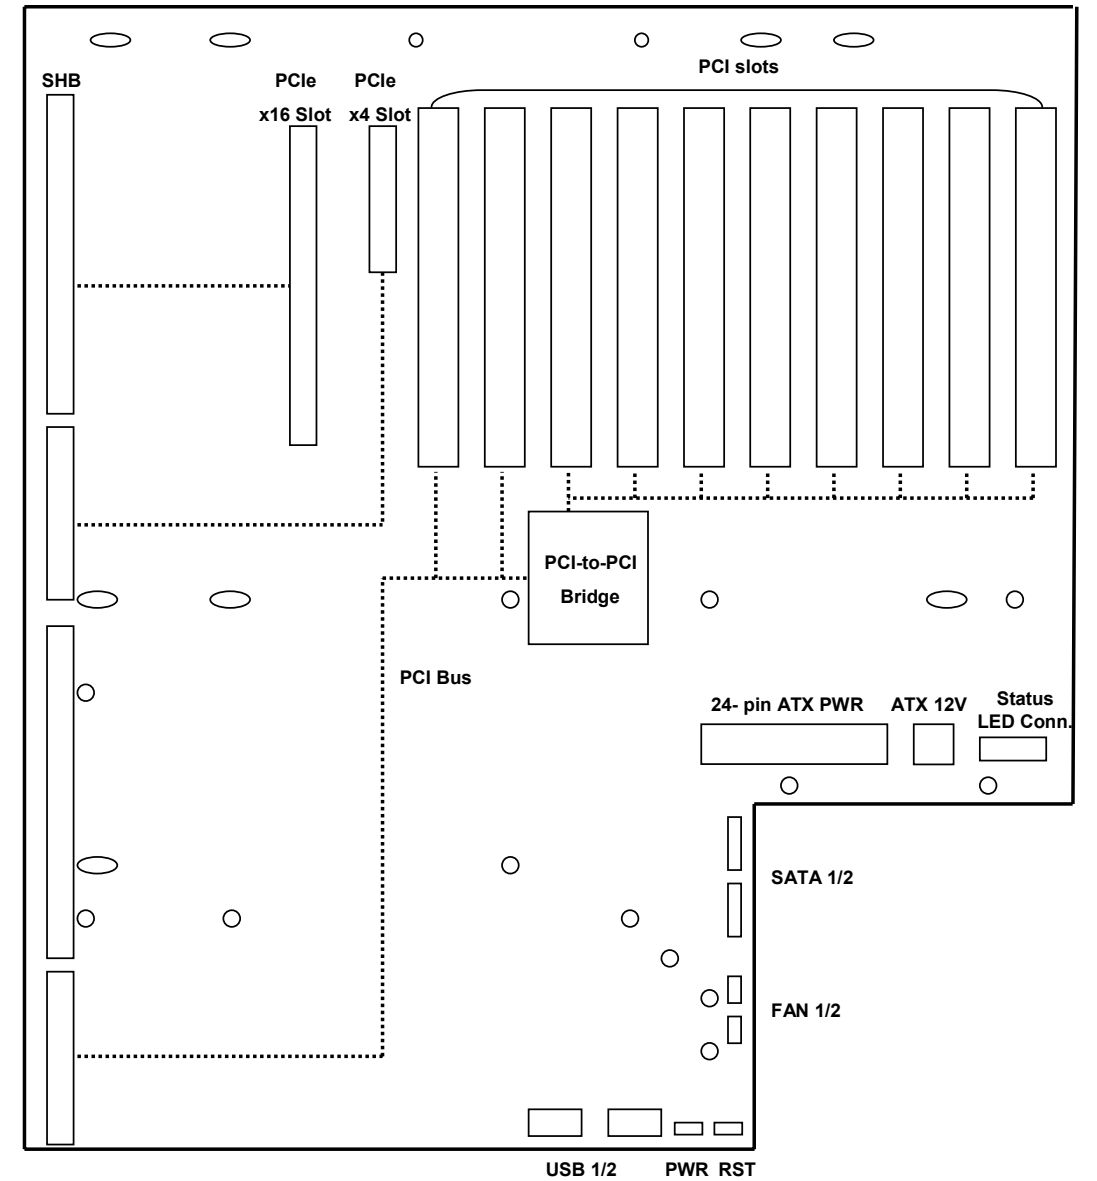 PCI slots
SHB
PCIe
x16 Slot
PCIe
x4 Slot
PCI-to-PCI
Bridge
PCI Bus
24- pin ATX PWR
ATX 12V
Status
LED Conn.
SATA 1/2
FAN 1/2
USB 1/2
PWR
RST